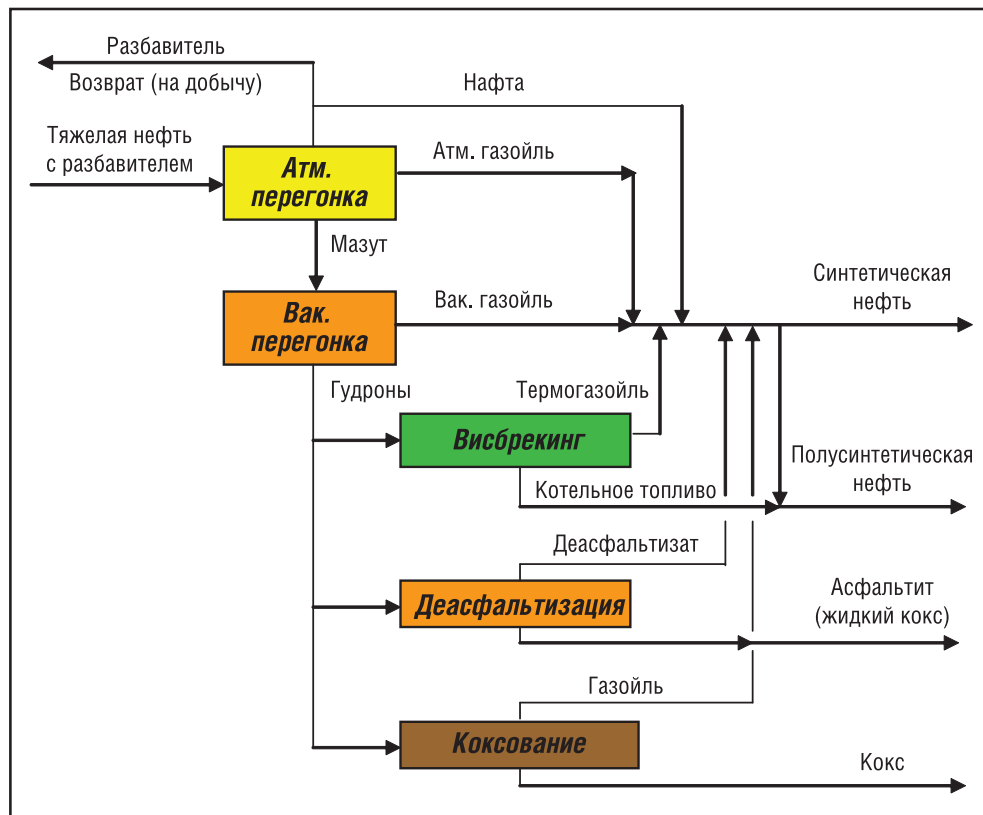 Разбавитель
Возврат (на добычу)
Нафта
Тяжелая нефть
с разбавителем
Атм. газойль
Атм.
перегонка
Мазут
Синтетическая
нефть
Вак. газойль
Вак.
перегонка
Гудроны
Термогазойль
Висбрекинг
Полусинтетическая
нефть
Котельное топливо
Деасфальтизат
Асфальтит
(жидкий кокс)
Деасфальтизация
Газойль
Коксование
Кокс